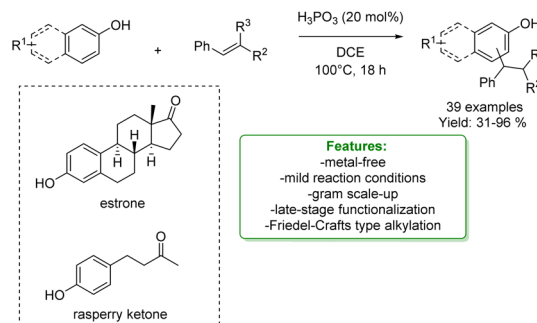 OH
R1
+
Ph
R3
R2
H3PO3 (20 mol%)
DCE
100°C, 18 h
R1
OH
Ph
39 examples
Yield: 31-96 %
O
H
H
H
HO
estrone
O
HO
rasperry ketone
Features:
-metal-free
-mild reaction conditions
-gram scale-up
-late-stage functionalization
-Friedel-Crafts type alkylation